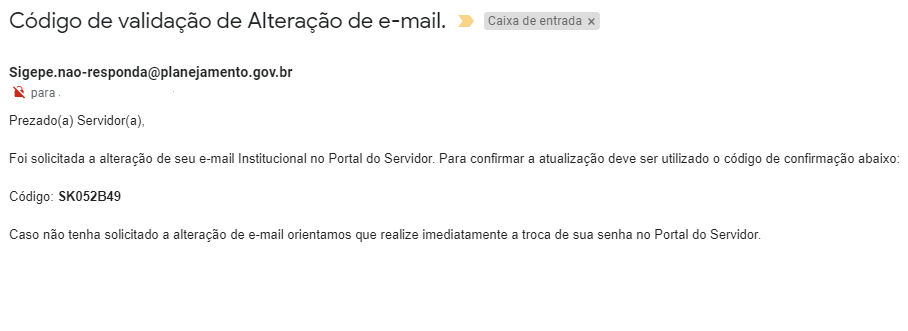 Código de validação de Alteração de e-mail.
Caixa de entrada ×
Sigepe.nao-responda@planejamento.gov.br
para
Prezado(a) Servidor(a),
Foi solicitada a alteração de seu e-mail Institucional no Portal do Servidor. Para confirmar a atualização deve ser utilizado o código de confirmação abaixo:
Código: SK052B49
Caso não tenha solicitado a alteração de e-mail orientamos que realize imediatamente a troca de sua senha no Portal do Servidor.